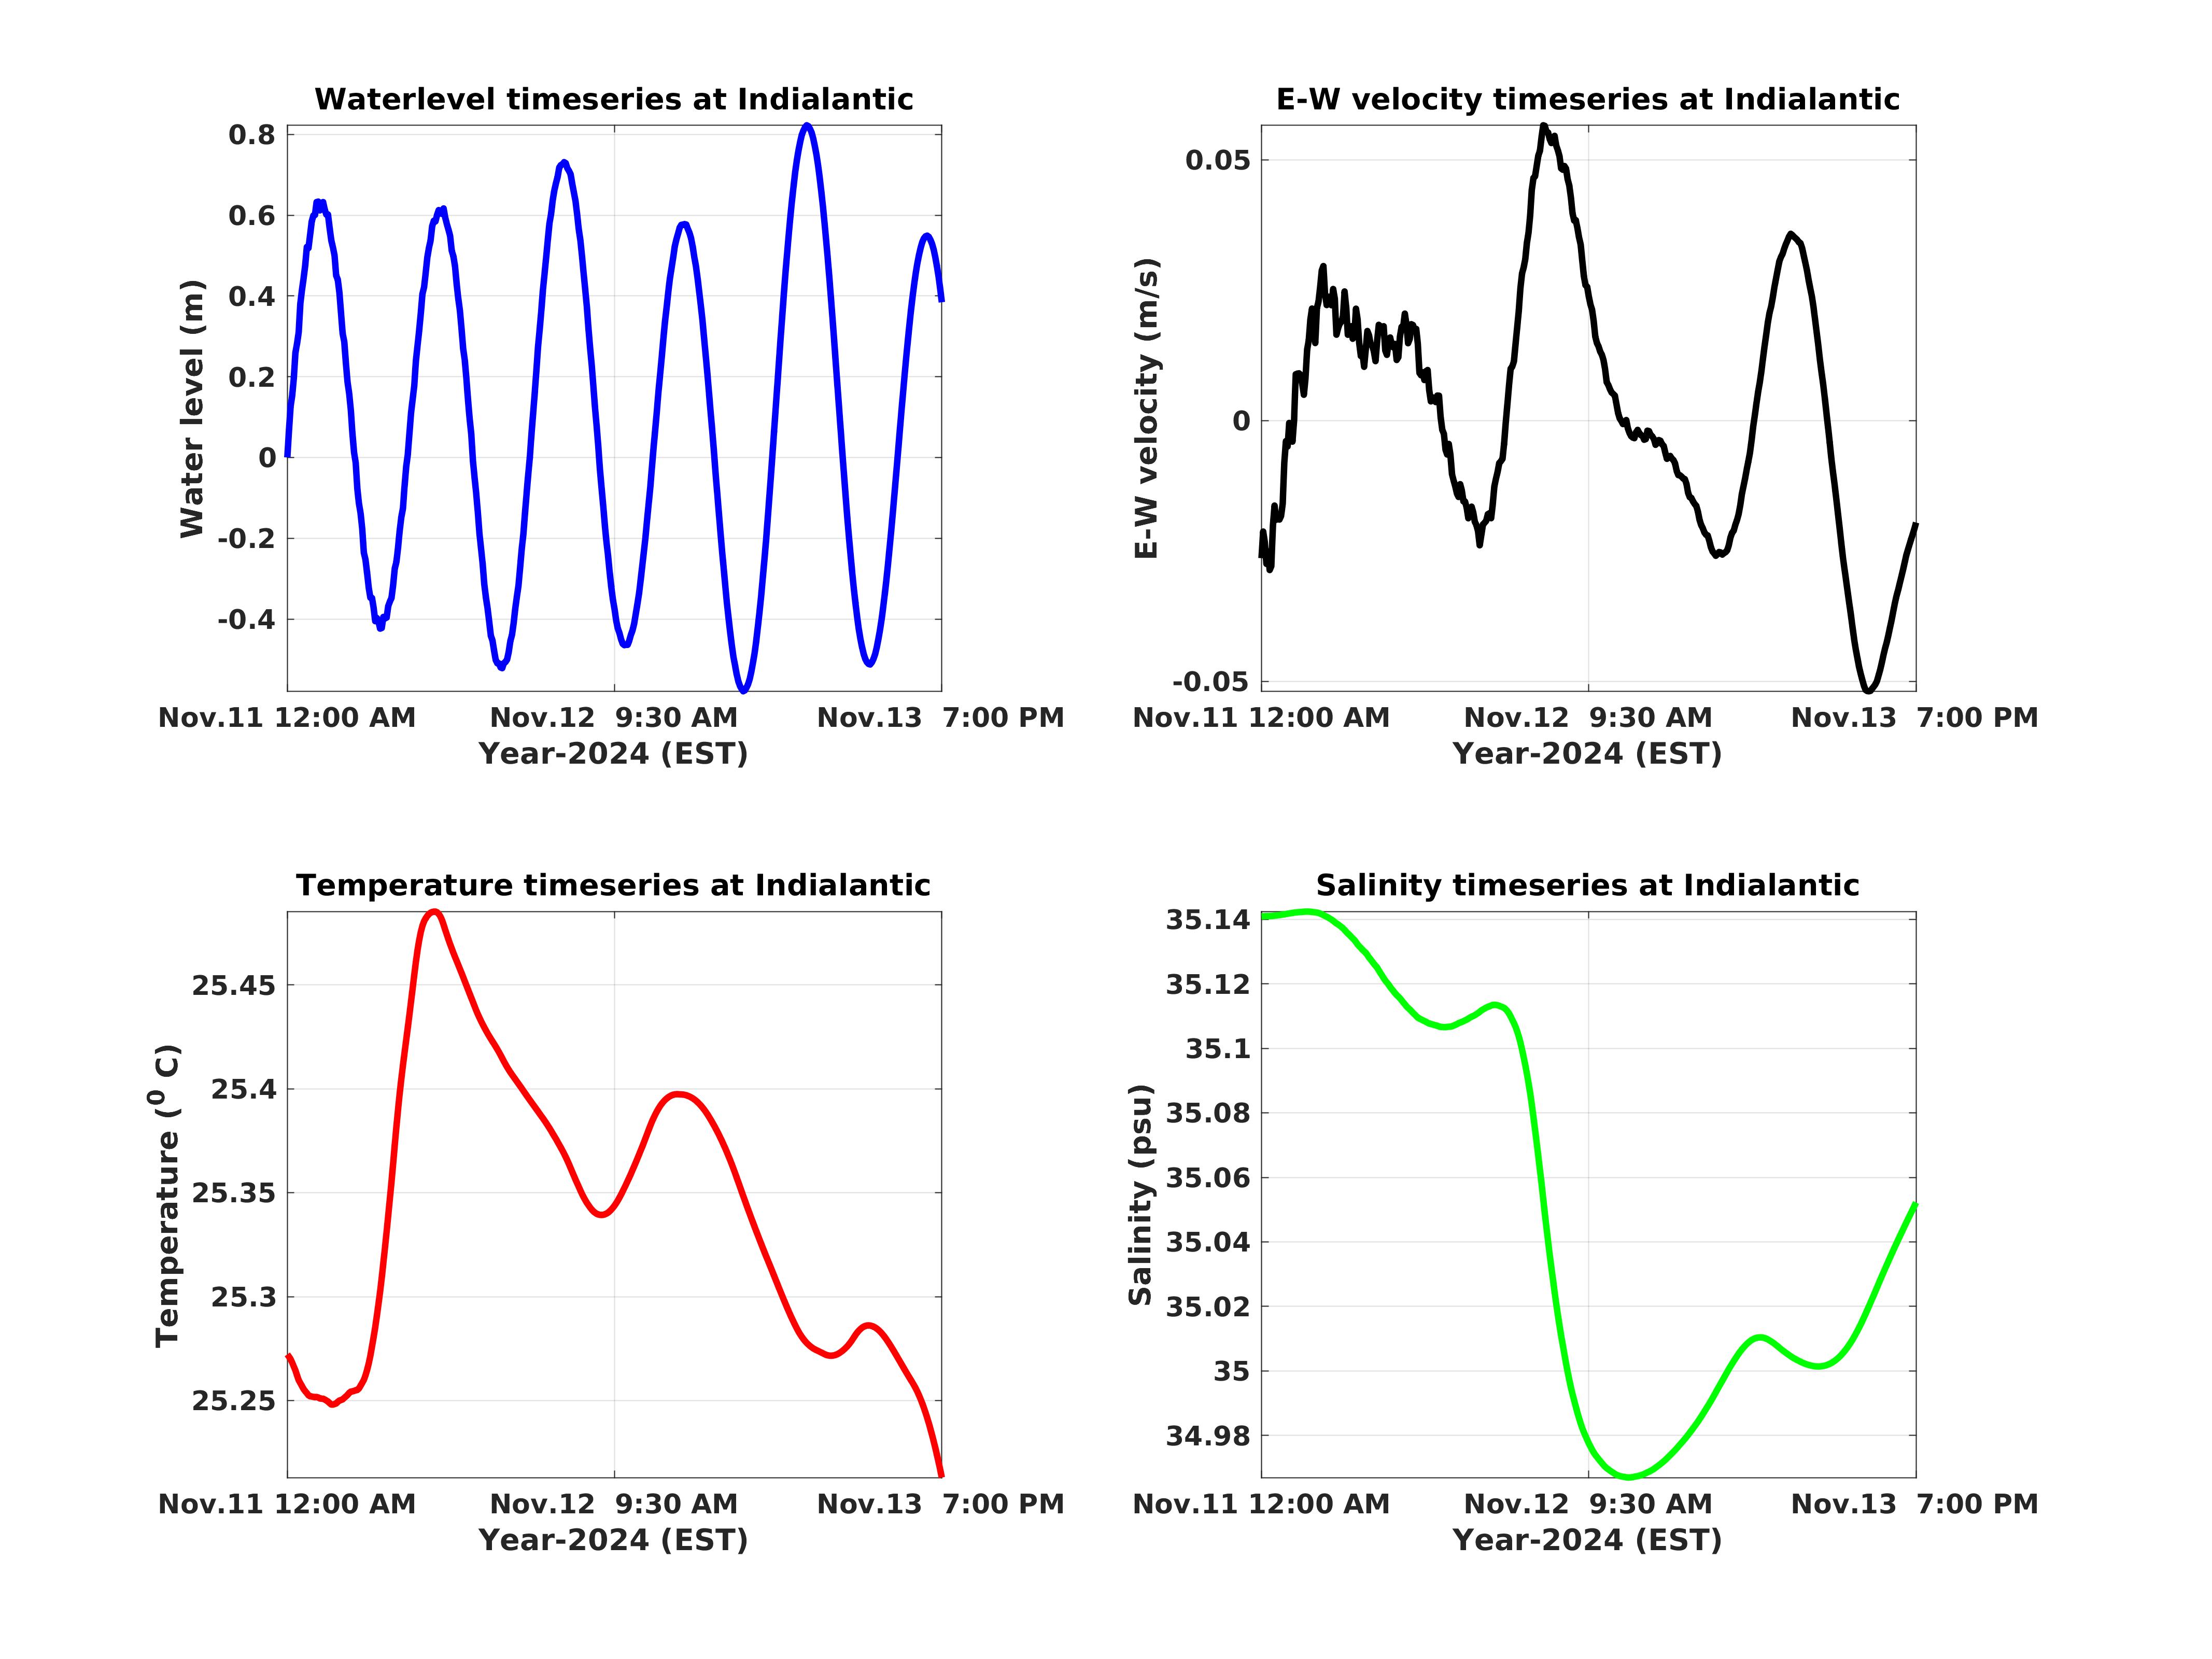 Waterlevel timeseries at Indialantic
0.8
0.6
0.4
0.2
0
-0.2
-0.4
Water level (m)
Nov.11 12:00 AM
Nov.12 9:30 AM
Nov.13 7:00 PM
Year-2024 (EST)
E-W velocity timeseries at Indialantic
0.05
0
-0.05
E-W velocity (m/s)
Nov.11 12:00 AM
Nov.12 9:30 AM
Nov.13 7:00 PM
Year-2024 (EST)
Temperature timeseries at Indialantic
25.45
25.4
25.35
25.3
25.25
Temperature (⁰ C)
Nov.11 12:00 AM
Nov.12 9:30 AM
Nov.13 7:00 PM
Year-2024 (EST)
Salinity timeseries at Indialantic
35.14
35.12
35.1
35.08
35.06
35.04
35.02
35
34.98
Salinity (psu)
Nov.11 12:00 AM
Nov.12 9:30 AM
Nov.13 7:00 PM
Year-2024 (EST)